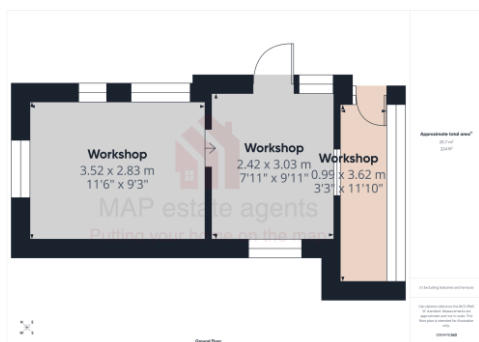 Workshop
3.52 x 2.83 m
11'6" x 9'3"
Workshop
2.42 x 3.03 m
7'11" x 9'11"
Workshop
0.99 x 3.62 m
3'3" x 11'10"
MAP estate agents
Putting your home on the map
Approximate total area
Ground Floor